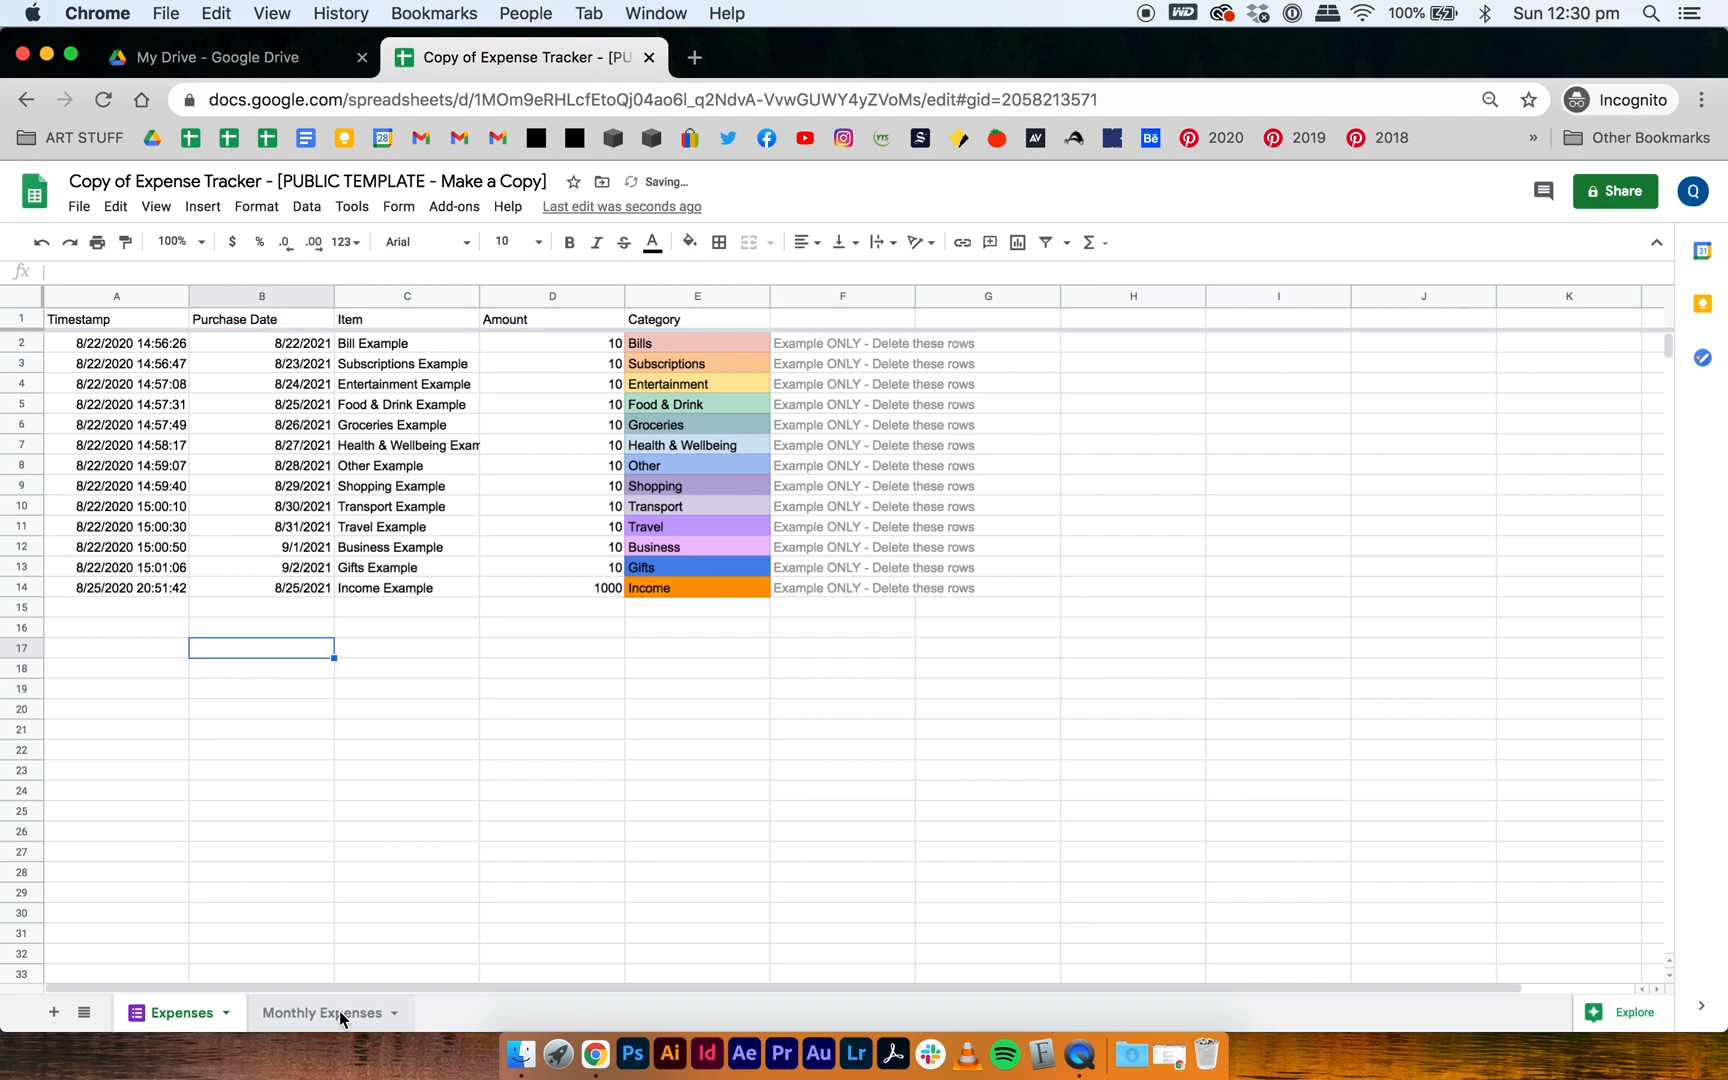 Chrome File Edit View History Bookmarks People Tab Window Help WD 100% Sun 12:30 pm
My Drive - Google Drive Copy of Expense Tracker - [PU
docs.google.com/spreadsheets/d/1MOm9eRHLcfEtoQj04ao6l_q2NdvA-VvwGUWY4yZVoMs/edit#gid=2058213571 Incognito
ART STUFF 28 YTS S AV Bē 2020 2019 2018 » Other Bookmarks
Copy of Expense Tracker - [PUBLIC TEMPLATE - Make a Copy] Saving... Share Q
File Edit View Insert Format Data Tools Form Add-ons Help Last edit was seconds ago
100% $ % .0 .00 123 Arial 10 B I S A Σ 31
fx
A B C D E F G H I J K
1 Timestamp Purchase Date Item Amount Category
2 8/22/2020 14:56:26 8/22/2021 Bill Example 10 Bills Example ONLY - Delete these rows
3 8/22/2020 14:56:47 8/23/2021 Subscriptions Example 10 Subscriptions Example ONLY - Delete these rows
4 8/22/2020 14:57:08 8/24/2021 Entertainment Example 10 Entertainment Example ONLY - Delete these rows
5 8/22/2020 14:57:31 8/25/2021 Food & Drink Example 10 Food & Drink Example ONLY - Delete these rows
6 8/22/2020 14:57:49 8/26/2021 Groceries Example 10 Groceries Example ONLY - Delete these rows
7 8/22/2020 14:58:17 8/27/2021 Health & Wellbeing Exam 10 Health & Wellbeing Example ONLY - Delete these rows
8 8/22/2020 14:59:07 8/28/2021 Other Example 10 Other Example ONLY - Delete these rows
9 8/22/2020 14:59:40 8/29/2021 Shopping Example 10 Shopping Example ONLY - Delete these rows
10 8/22/2020 15:00:10 8/30/2021 Transport Example 10 Transport Example ONLY - Delete these rows
11 8/22/2020 15:00:30 8/31/2021 Travel Example 10 Travel Example ONLY - Delete these rows
12 8/22/2020 15:00:50 9/1/2021 Business Example 10 Business Example ONLY - Delete these rows
13 8/22/2020 15:01:06 9/2/2021 Gifts Example 10 Gifts Example ONLY - Delete these rows
14 8/25/2020 20:51:42 8/25/2021 Income Example 1000 Income Example ONLY - Delete these rows
15
16
17
18
19
20
21
22
23
24
25
26
27
28
29
30
31
32
33
Expenses Monthly Expenses Explore
Ps Ai Id Ae Pr Au Lr F